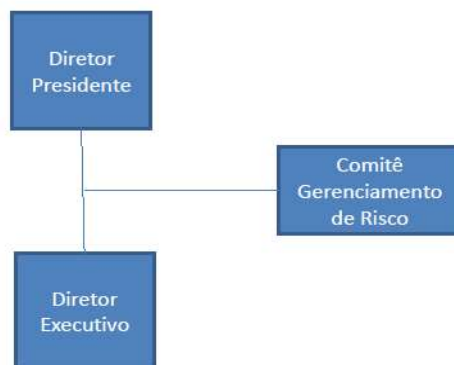 Diretor
Presidente
Comitê
Gerenciamento
de Risco
Diretor
Executivo